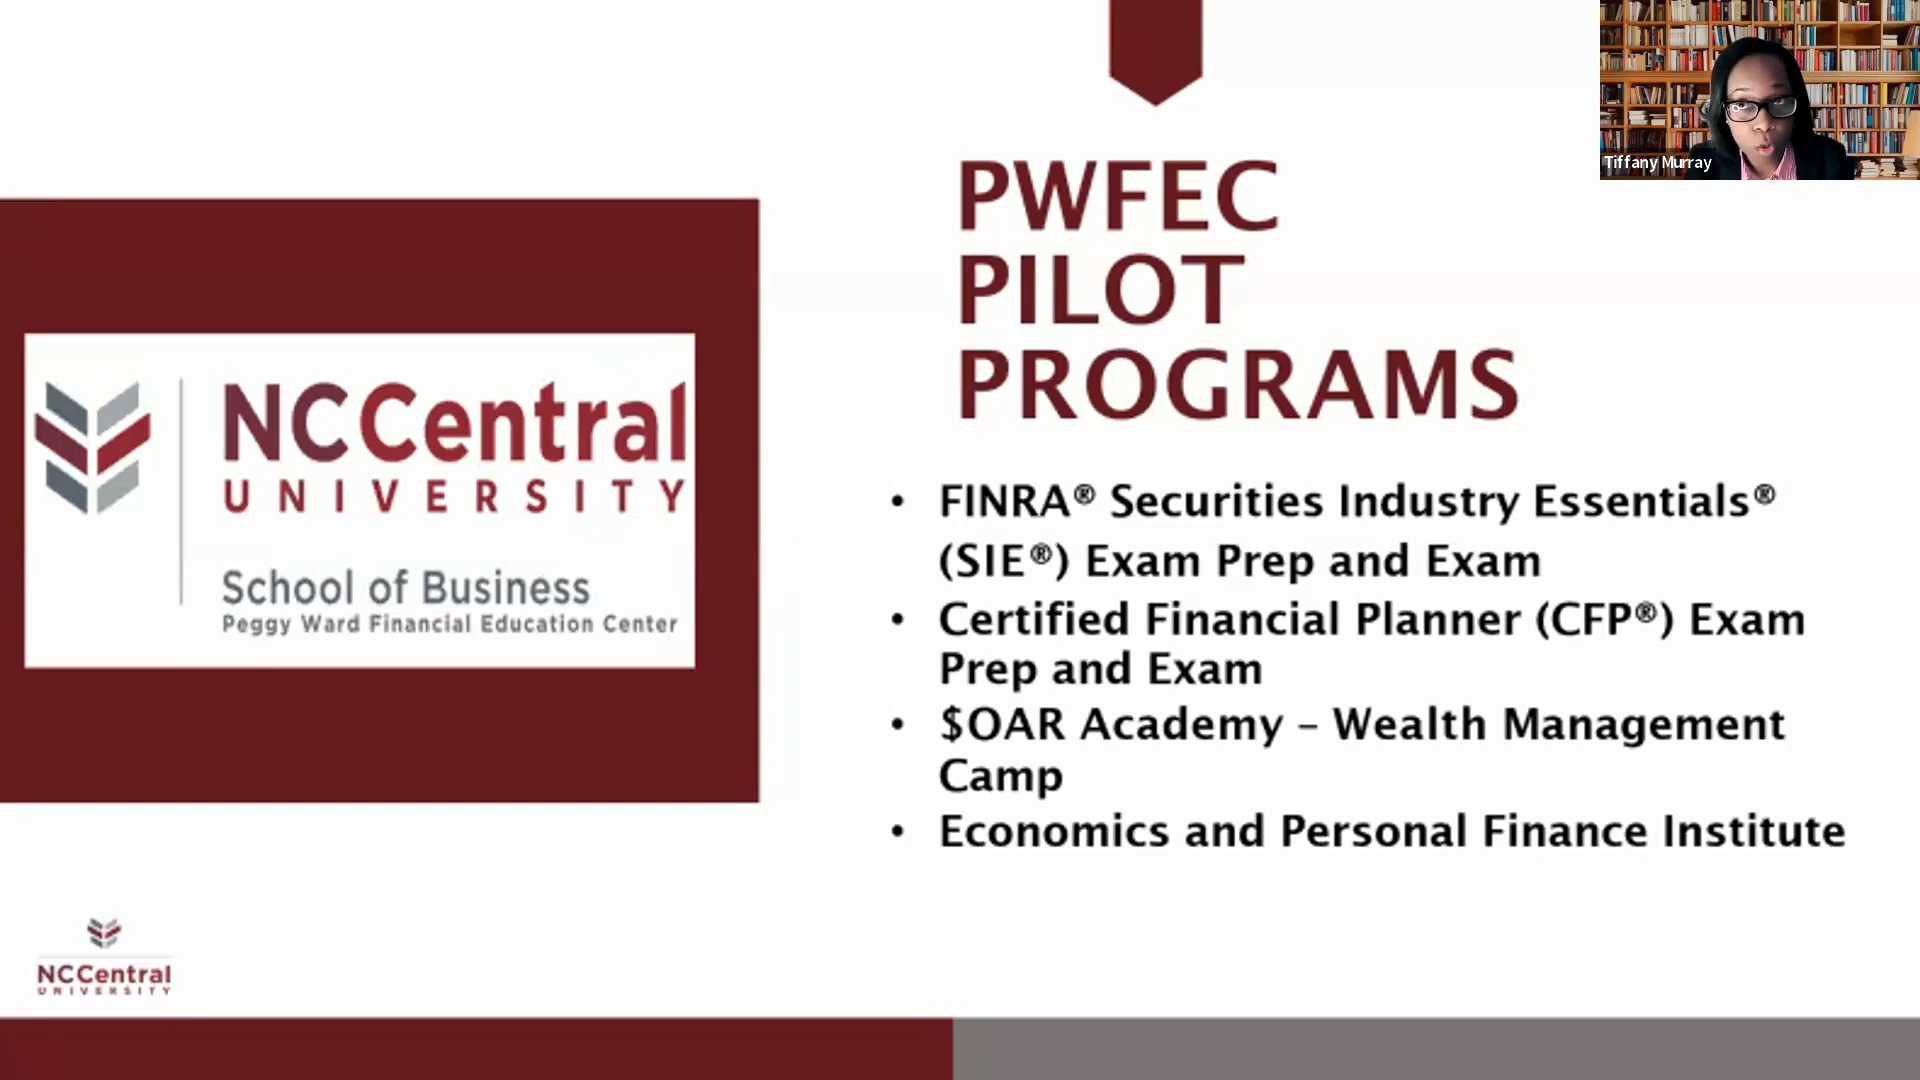 Tiffany Murray
PWFEC
PILOT
PROGRAMS
NCCentral
UNIVERSITY
School of Business
Peggy Ward Financial Education Center
• FINRA® Securities Industry Essentials®
(SIE®) Exam Prep and Exam
• Certified Financial Planner (CFP®) Exam
Prep and Exam
• $OAR Academy – Wealth Management
Camp
• Economics and Personal Finance Institute
NCCentral
UNIVERSITY